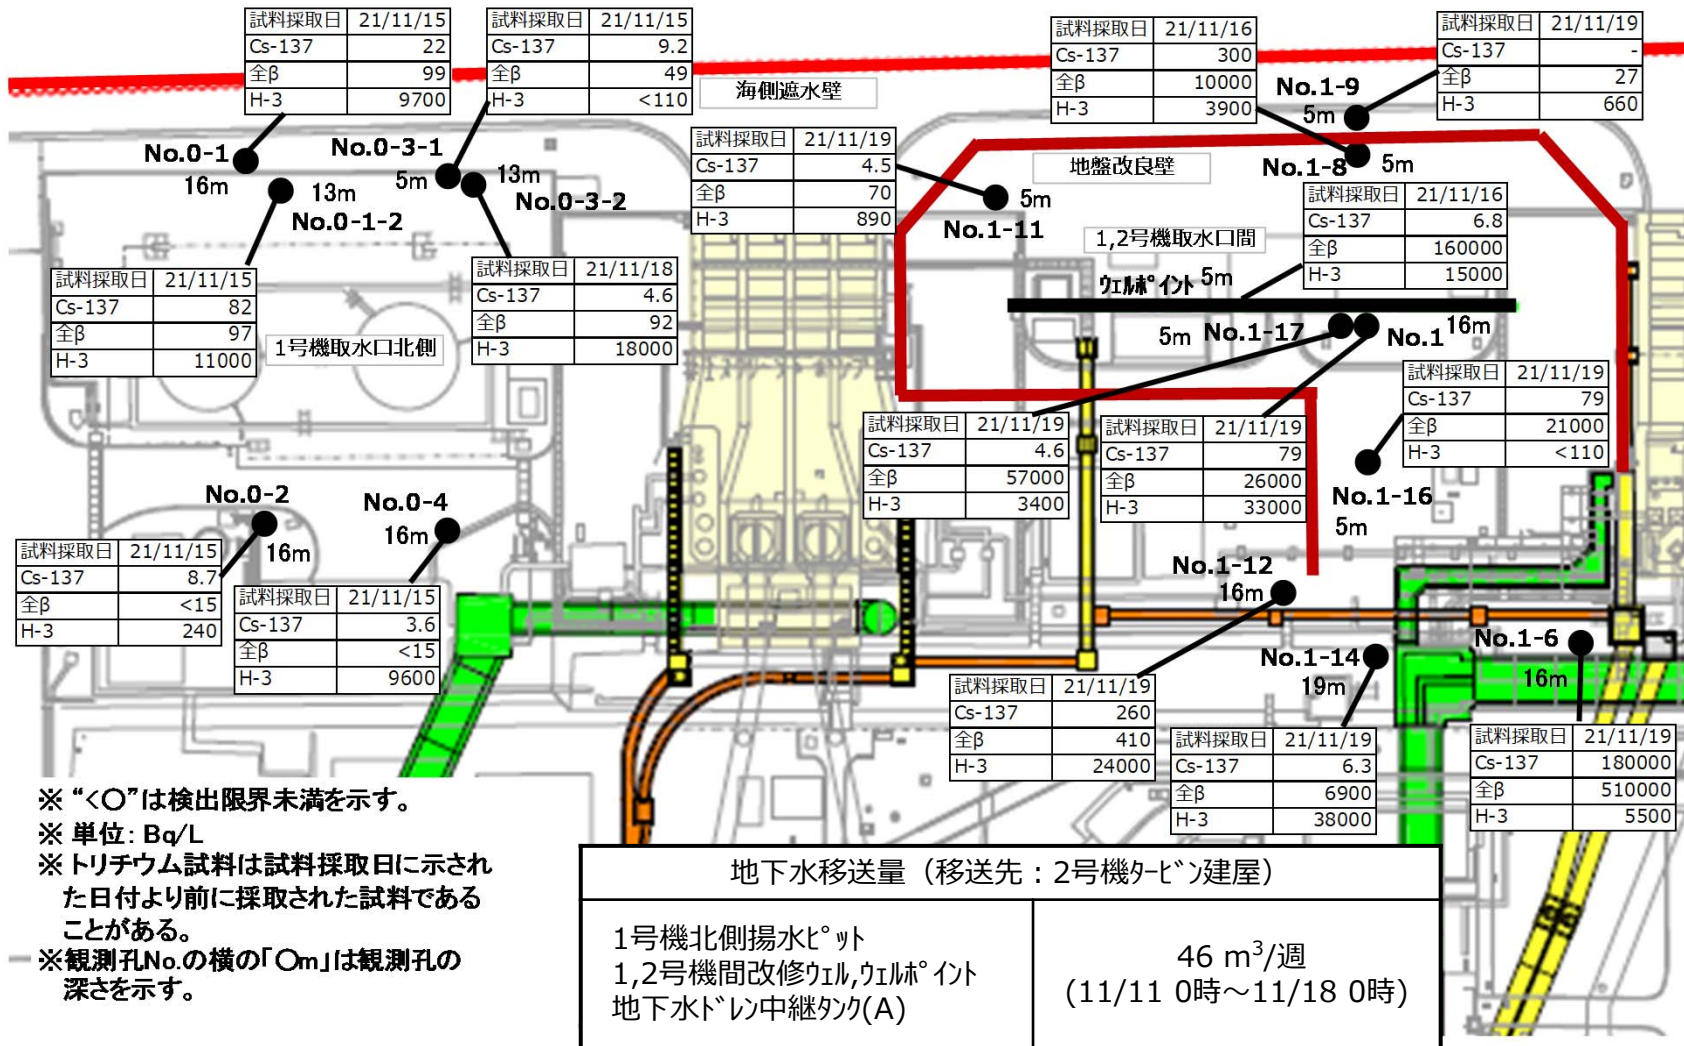 試料採取日 21/11/15
Cs-137 22
全β 99
H-3 9700
試料採取日 21/11/15
Cs-137 9.2
全β 49
H-3 <110
海側遮水壁
試料採取日 21/11/16
Cs-137 300
全β 10000
H-3 3900
試料採取日 21/11/19
Cs-137 -
全β 27
H-3 660
No.0-1
16m
No.0-3-1
5m
13m
No.0-1-2
13m
No.0-3-2
試料採取日 21/11/19
Cs-137 4.5
全β 70
H-3 890
No.1-11
5m
地盤改良壁
No.1-9
5m
No.1-8
5m
試料採取日 21/11/16
Cs-137 6.8
全β 160000
H-3 15000
1,2号機取水口間
ウェルポイント 5m
試料採取日 21/11/15
Cs-137 82
全β 97
H-3 11000
1号機取水口北側
試料採取日 21/11/18
Cs-137 4.6
全β 92
H-3 18000
5m No.1-17
No.1 16m
試料採取日 21/11/19
Cs-137 79
全β 21000
H-3 <110
試料採取日 21/11/19
Cs-137 4.6
全β 57000
H-3 3400
試料採取日 21/11/19
Cs-137 79
全β 26000
H-3 33000
No.1-16
5m
No.0-2
16m
No.0-4
16m
試料採取日 21/11/15
Cs-137 8.7
全β <15
H-3 240
試料採取日 21/11/15
Cs-137 3.6
全β <15
H-3 9600
No.1-12
16m
No.1-14
19m
No.1-6
16m
試料採取日 21/11/19
Cs-137 260
全β 410
H-3 24000
試料採取日 21/11/19
Cs-137 6.3
全β 6900
H-3 38000
試料採取日 21/11/19
Cs-137 180000
全β 510000
H-3 5500
※ “<○”は検出限界未満を示す。
※ 単位: Bq/L
※トリチウム試料は試料採取日に示され
た日付より前に採取された試料である
ことがある。
※観測孔No.の横の「○m」は観測孔の
深さを示す。
地下水移送量（移送先：2号機タービン建屋）
1号機北側揚水ピット
1,2号機間改修ウェル,ウェルポイント
地下水ドレン中継タンク(A)
46 m³/週
(11/11 0時～11/18 0時)